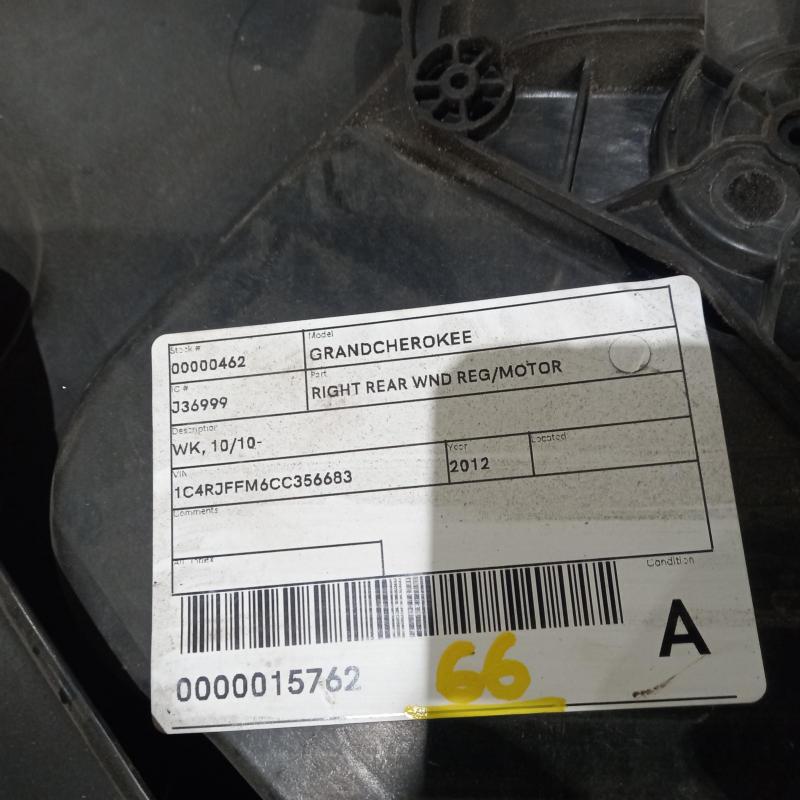 Stock # Model
00000462 GRANDCHEROKEE
IC # Part
J36999 RIGHT REAR WND REG/MOTOR
Description
WK, 10/10-
VIN Year Located
1C4RJFFM6CC356683 2012
Comments
Condition
A
0000015762 66